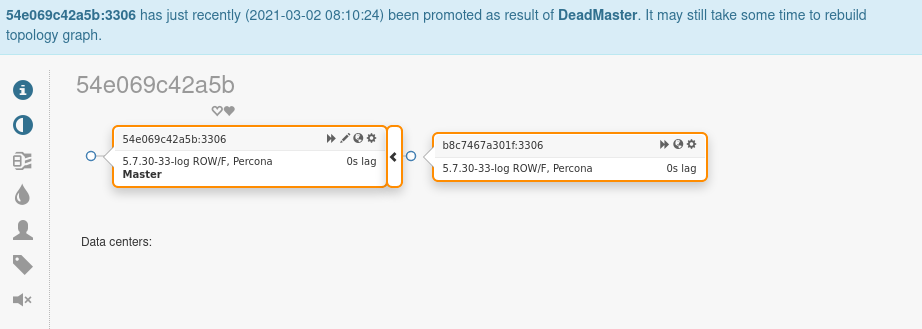 54e069c42a5b:3306 has just recently (2021-03-02 08:10:24) been promoted as result of DeadMaster. It may still take some time to rebuild
topology graph.
54e069c42a5b
54e069c42a5b:3306
5.7.30-33-log ROW/F, Percona 0s lag
Master
b8c7467a301f:3306
5.7.30-33-log ROW/F, Percona 0s lag
Data centers: